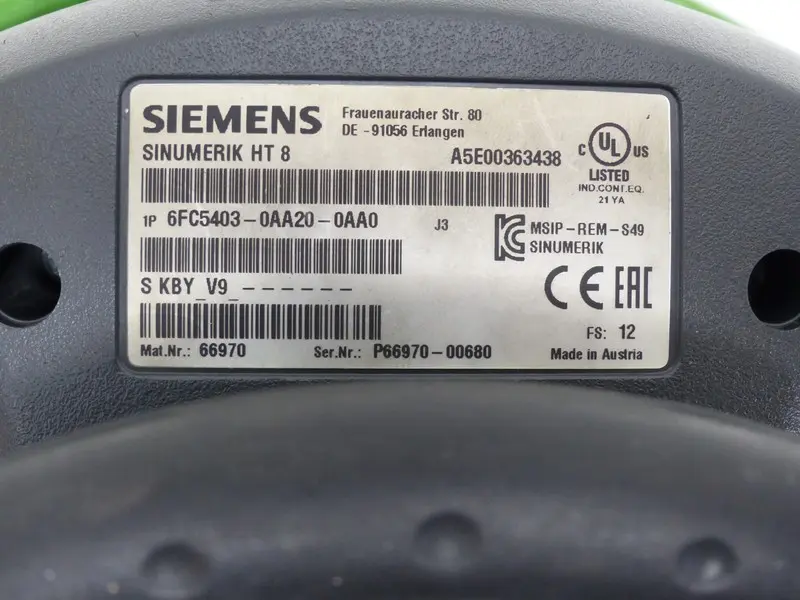 SIEMENS
Frauenauracher Str. 80
DE - 91056 Erlangen
SINUMERIK HT 8
A5E00363438
C UL US
LISTED
IND.CONT.EQ.
21 YA
1P 6FC5403-0AA20-0AA0
J3
MSIP-REM-S49
SINUMERIK
S KBY_V9_------
CE EAC
FS: 12
Mat.Nr.: 66970
Ser.Nr.: P66970-00680
Made in Austria